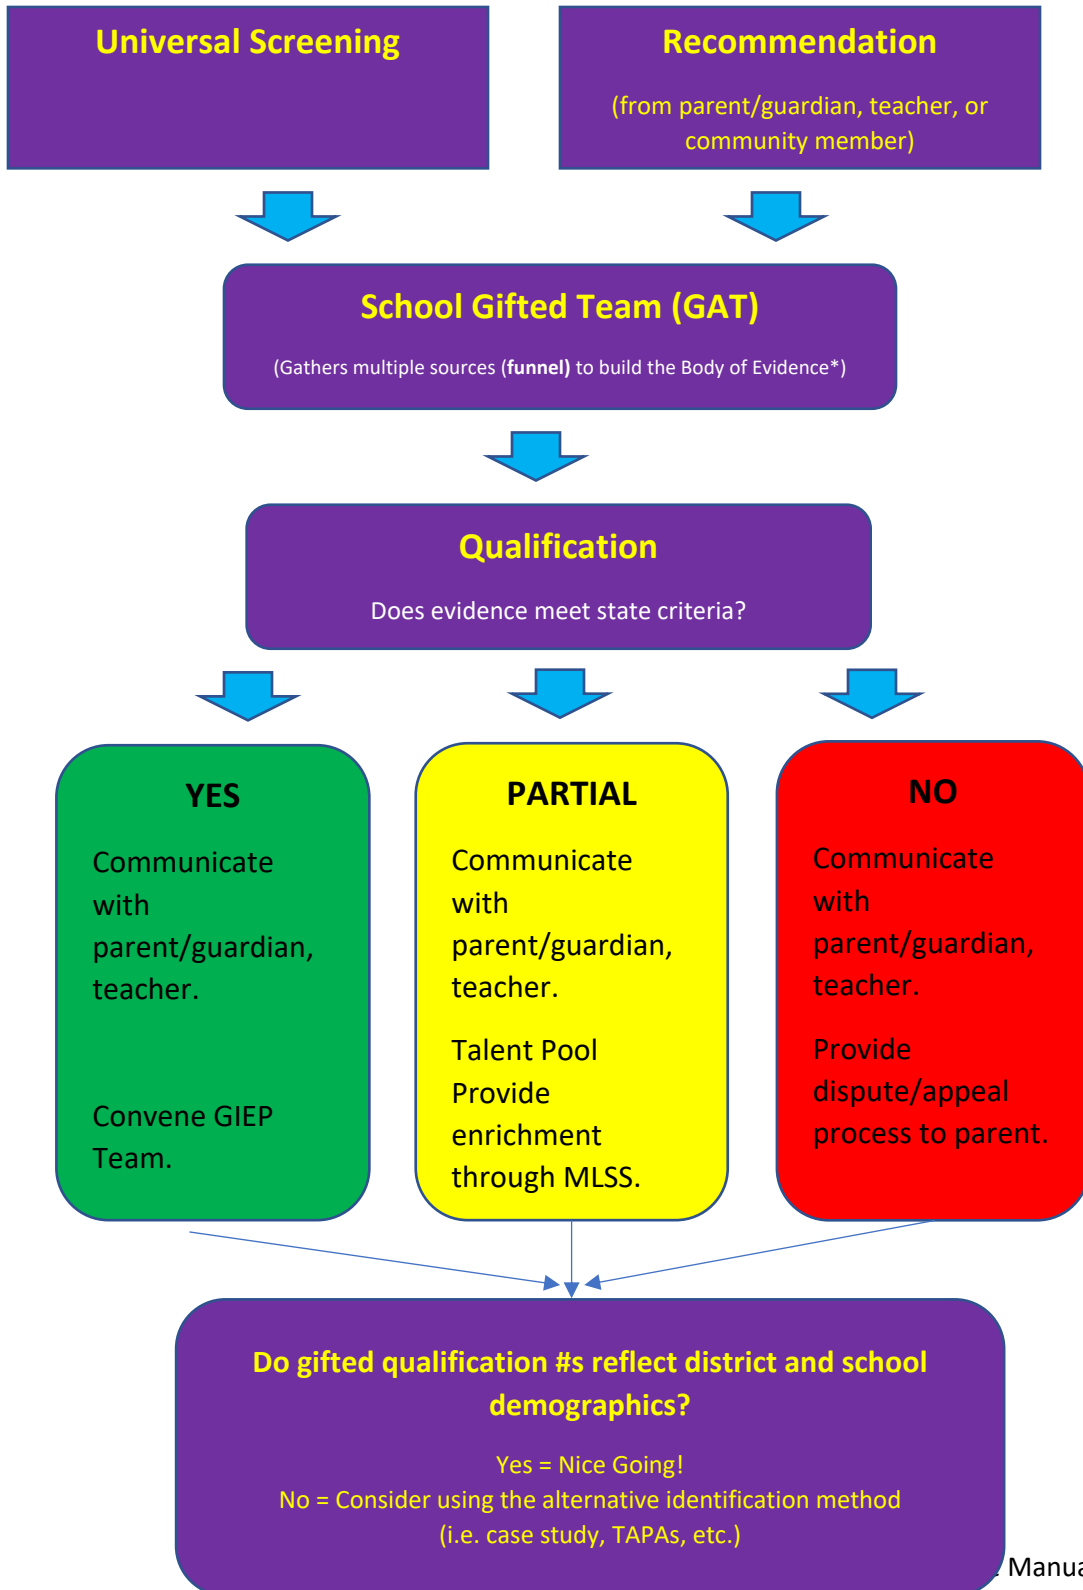 Universal Screening
Recommendation
(from parent/guardian, teacher, or
community member)
School Gifted Team (GAT)
(Gathers multiple sources (funnel) to build the Body of Evidence*)
Qualification
Does evidence meet state criteria?
YES
Communicate
with
parent/guardian,
teacher.
Convene GIEP
Team.
PARTIAL
Communicate
with
parent/guardian,
teacher.
Talent Pool
Provide
enrichment
through MLSS.
NO
Communicate
with
parent/guardian,
teacher.
Provide
dispute/appeal
process to parent.
Do gifted qualification #s reflect district and school
demographics?
Yes = Nice Going!
No = Consider using the alternative identification method
(i.e. case study, TAPAs, etc.)